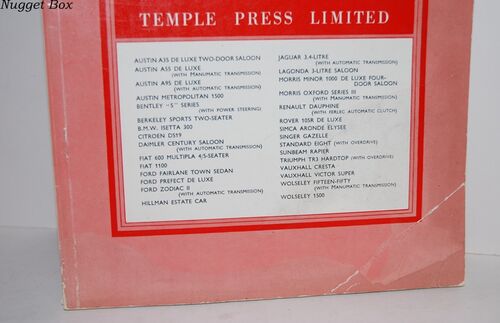 Nugget Box
TEMPLE PRESS LIMITED
AUSTIN A35 DE LUXE TWO-DOOR SALOON
AUSTIN A55 DE LUXE
(WITH MANUMATIC TRANSMISSION)
AUSTIN A95 DE LUXE
(WITH AUTOMATIC TRANSMISSION)
AUSTIN METROPOLITAN 1500
BENTLEY "S" SERIES
(WITH POWER STEERING)
BERKELEY SPORTS TWO-SEATER
B.M.W. ISETTA 300
CITROEN DS19
DAIMLER CENTURY SALOON
(WITH AUTOMATIC TRANSMISSION)
FIAT 600 MULTIPLA 4/5-SEATER
FIAT 1100
FORD FAIRLANE TOWN SEDAN
FORD PREFECT DE LUXE
FORD ZODIAC II
(WITH AUTOMATIC TRANSMISSION)
HILLMAN ESTATE CAR
JAGUAR 3.4-LITRE
(WITH AUTOMATIC TRANSMISSION)
LAGONDA 3-LITRE SALOON
MORRIS MINOR 1000 DE LUXE FOUR-
DOOR SALOON
MORRIS OXFORD SERIES III
(WITH MANUMATIC TRANSMISSION)
RENAULT DAUPHINE
(WITH FERLEC AUTOMATIC CLUTCH)
ROVER 105R DE LUXE
SIMCA ARONDE ELYSEE
SINGER GAZELLE
STANDARD EIGHT (WITH OVERDRIVE)
SUNBEAM RAPIER
TRIUMPH TR3 HARDTOP (WITH OVERDRIVE)
VAUXHALL CRESTA
VAUXHALL VICTOR SUPER
WOLSELEY FIFTEEN-FIFTY
(WITH MANUMATIC TRANSMISSION)
WOLSELEY 1500